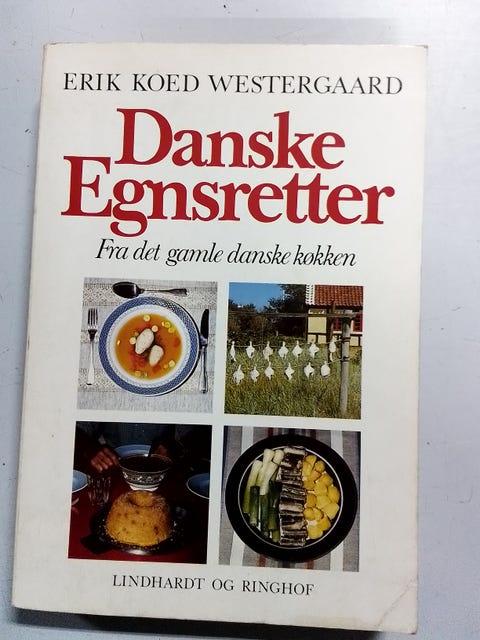 ERIK KOED WESTERGAARD
Danske
Egnsretter
Fra det gamle danske køkken
LINDHARDT OG RINGHOF